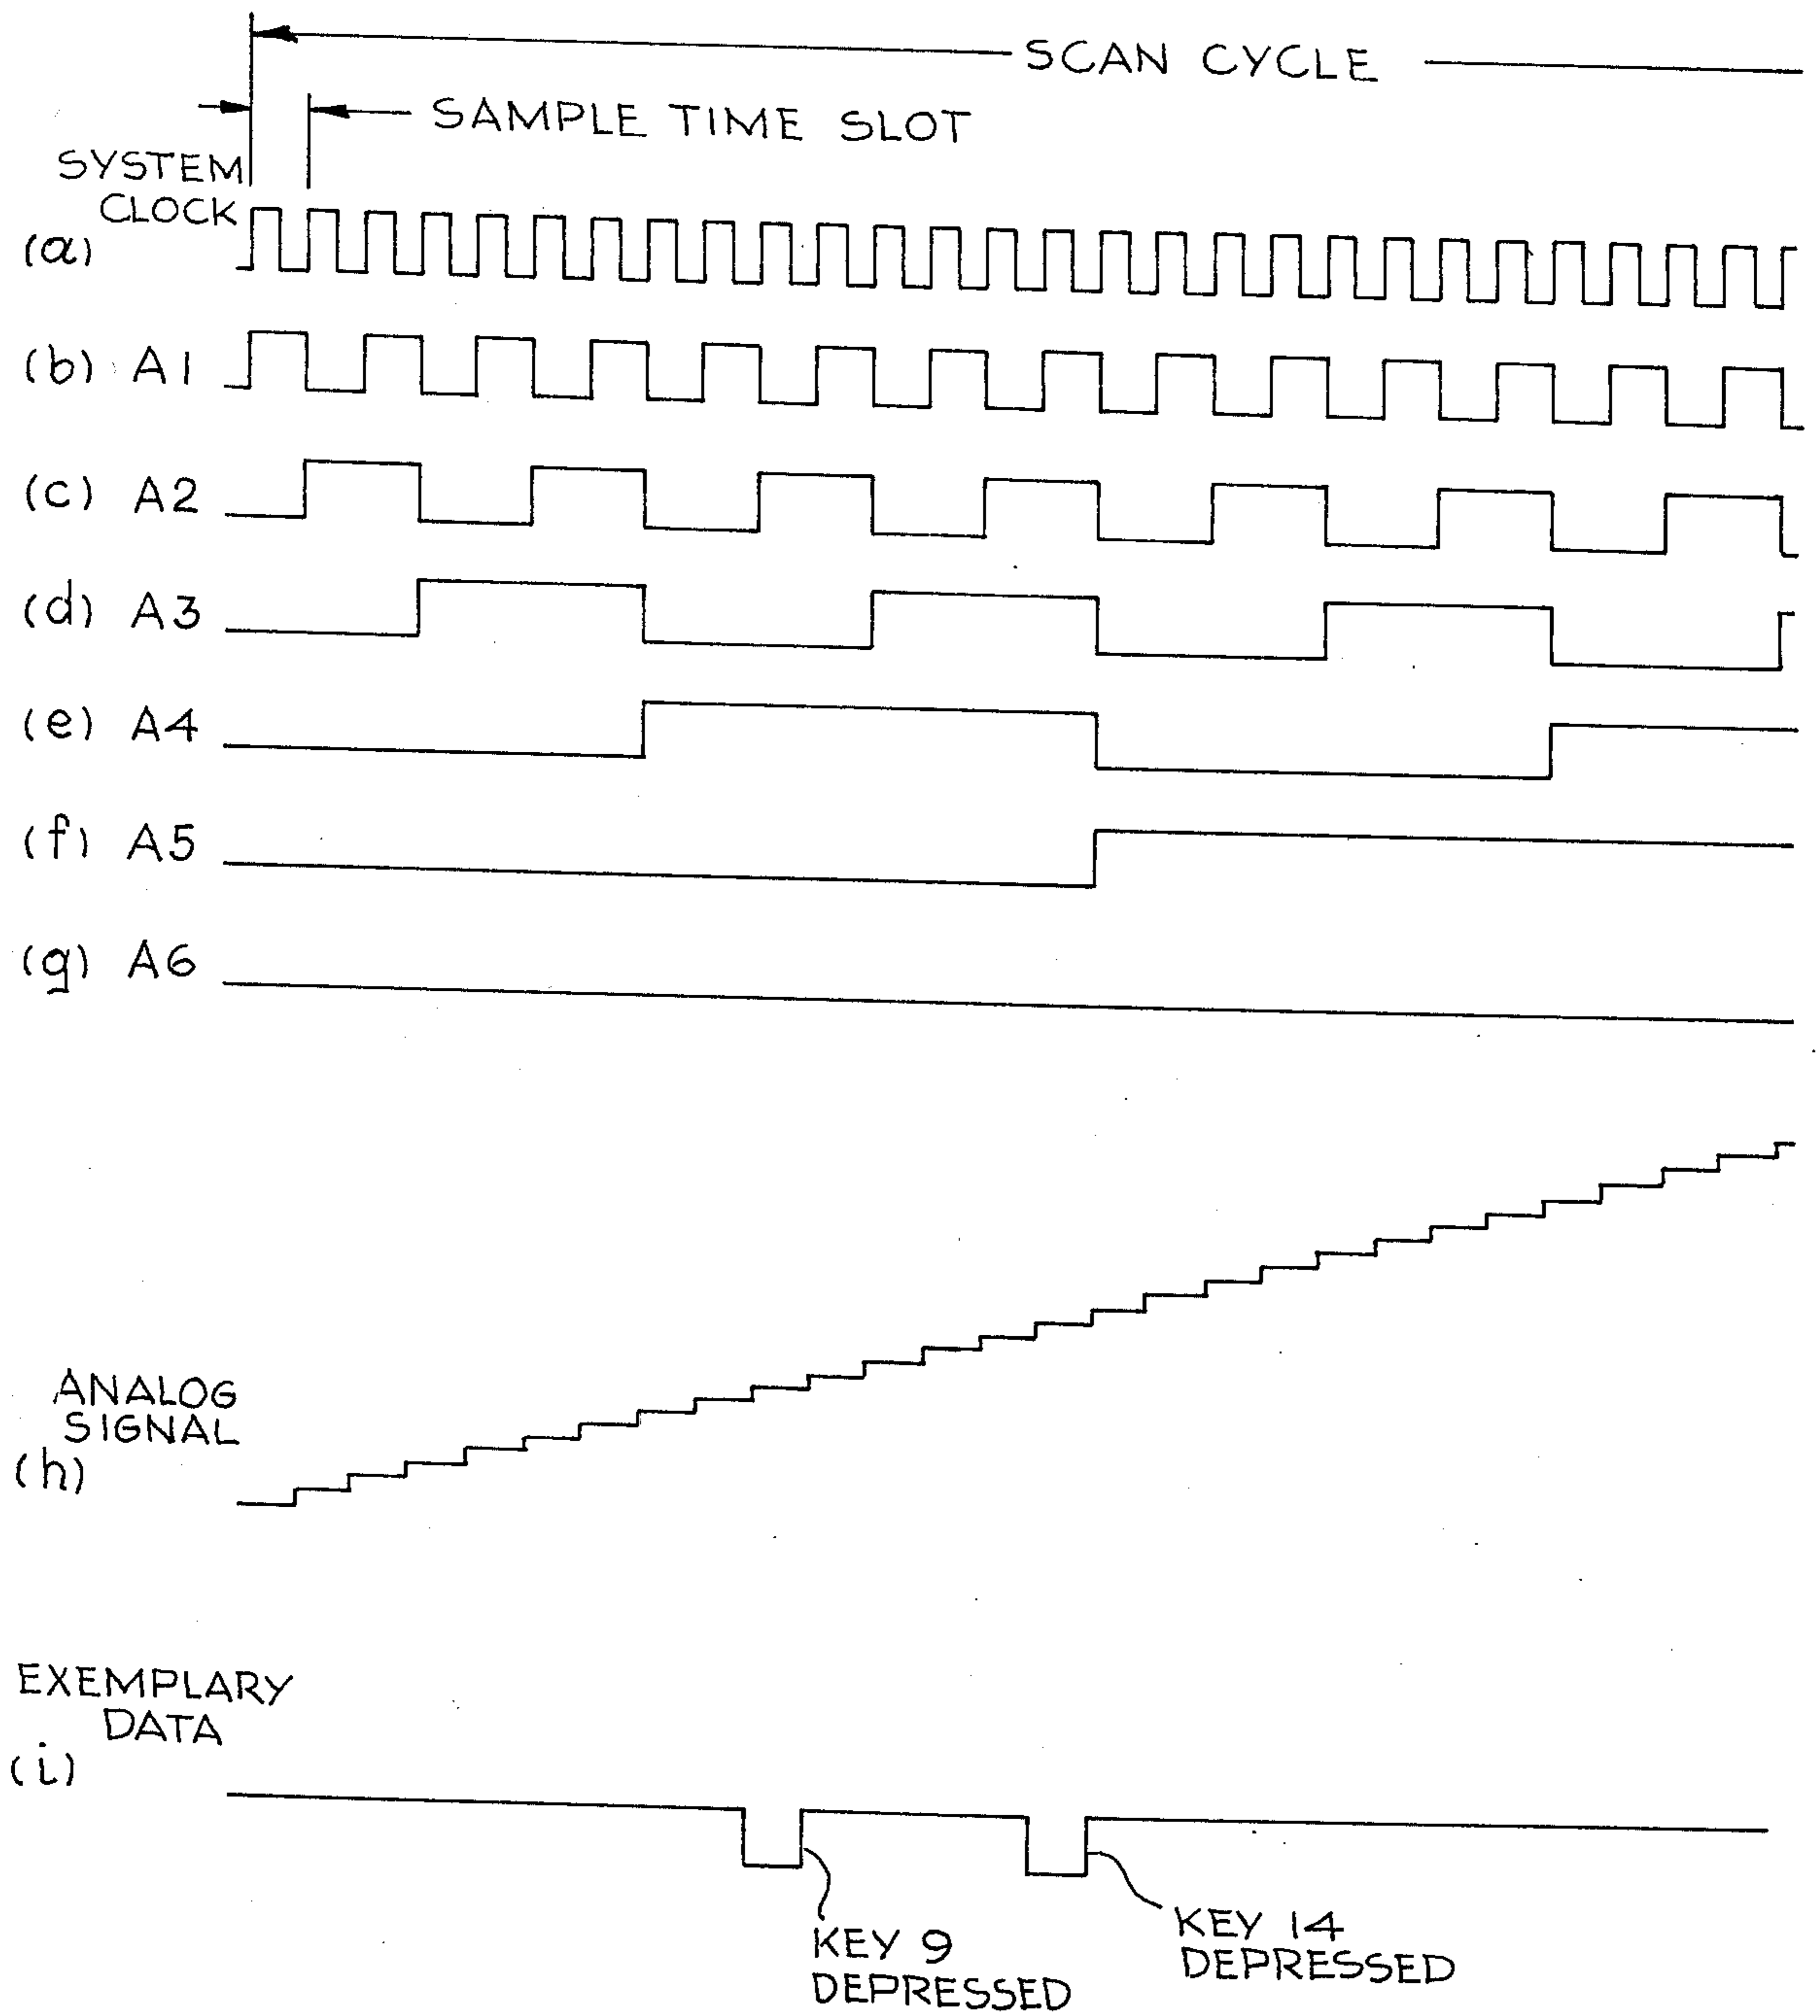 SCAN CYCLE
SAMPLE TIME SLOT
SYSTEM
CLOCK
(a)
(b) A1
(c) A2
(d) A3
(e) A4
(f) A5
(g) A6
ANALOG
SIGNAL
(h)
EXEMPLARY
DATA
(i)
KEY 9
DEPRESSED
KEY 14
DEPRESSED